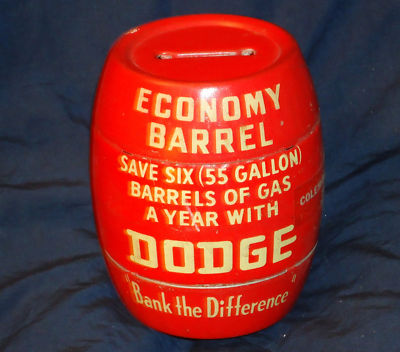 ECONOMY
BARREL
SAVE SIX (55 GALLON)
BARRELS OF GAS
A YEAR WITH
DODGE
"Bank the Difference"